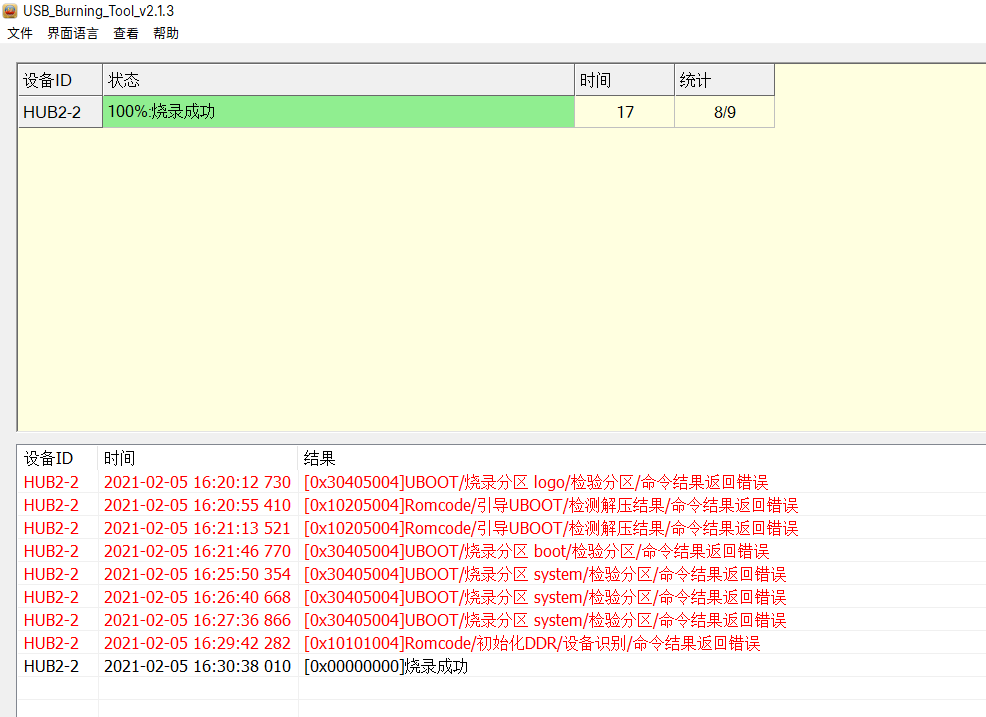 USB_Burning_Tool_v2.1.3
文件 界面语言 查看 帮助
设备ID 状态 时间 统计
HUB2-2 100%:烧录成功 17 8/9
设备ID 时间 结果
HUB2-2 2021-02-05 16:20:12 730 [0x30405004]UBOOT/烧录分区 logo/检验分区/命令结果返回错误
HUB2-2 2021-02-05 16:20:55 410 [0x10205004]Romcode/引导UBOOT/检测解压结果/命令结果返回错误
HUB2-2 2021-02-05 16:21:13 521 [0x10205004]Romcode/引导UBOOT/检测解压结果/命令结果返回错误
HUB2-2 2021-02-05 16:21:46 770 [0x30405004]UBOOT/烧录分区 boot/检验分区/命令结果返回错误
HUB2-2 2021-02-05 16:25:50 354 [0x30405004]UBOOT/烧录分区 system/检验分区/命令结果返回错误
HUB2-2 2021-02-05 16:26:40 668 [0x30405004]UBOOT/烧录分区 system/检验分区/命令结果返回错误
HUB2-2 2021-02-05 16:27:36 866 [0x30405004]UBOOT/烧录分区 system/检验分区/命令结果返回错误
HUB2-2 2021-02-05 16:29:42 282 [0x10101004]Romcode/初始化DDR/设备识别/命令结果返回错误
HUB2-2 2021-02-05 16:30:38 010 [0x00000000]烧录成功